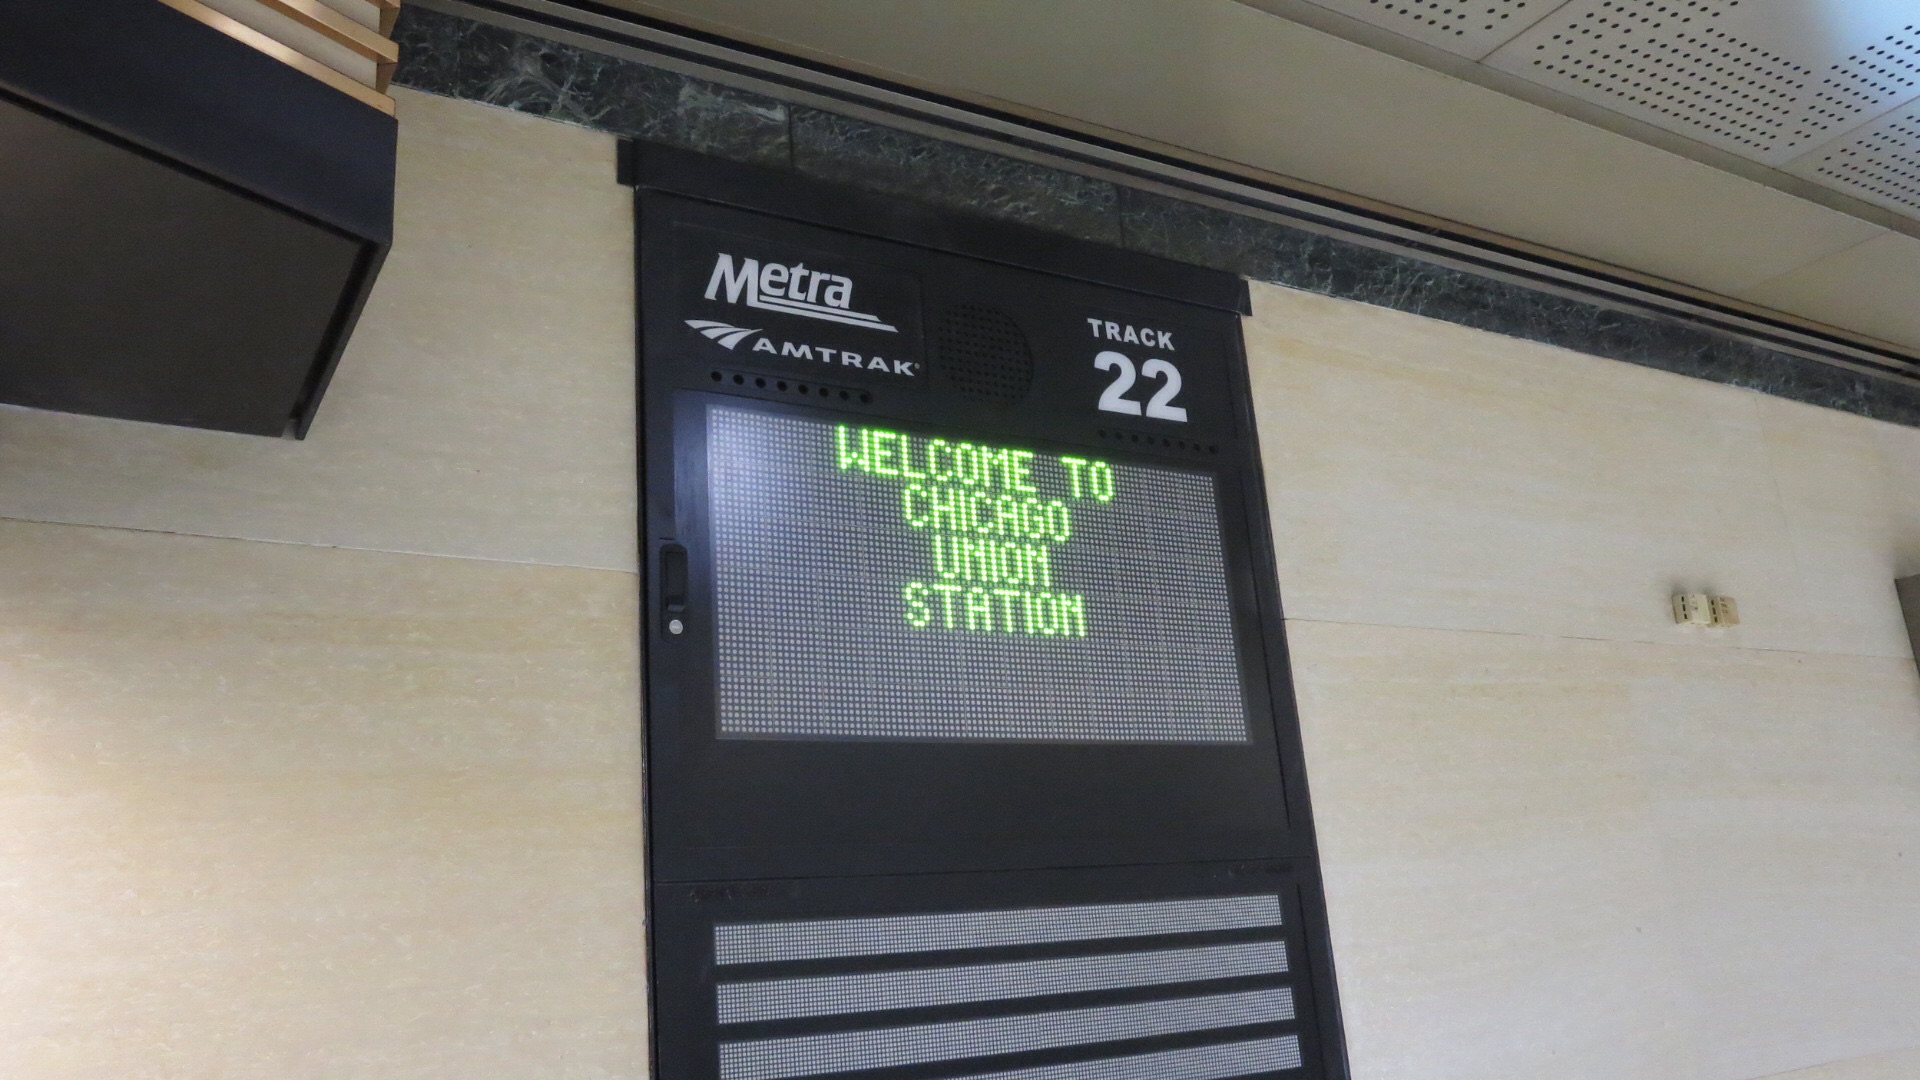 Metra
AMTRAK
TRACK
22
WELCOME TO
CHICAGO
UNION
STATION